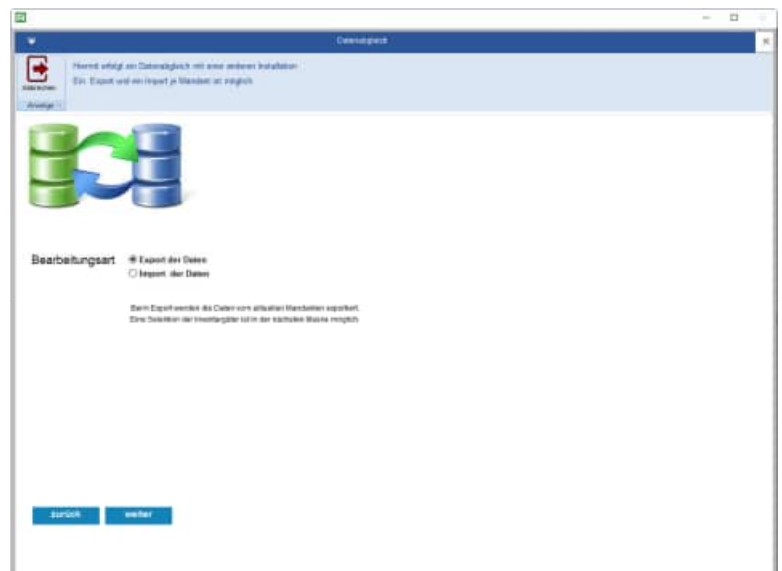 Datenabgleich
Hiermit erfolgt ein Datenabgleich mit einer anderen Installation
Ein Export und ein Import je Mandant ist möglich
Abbrechen
Anzeige
Bearbeitungsart
Export der Daten
Import der Daten
Beim Export werden die Daten vom aktuellen Mandanten exportiert.
Eine Selektion der Inventargüter ist in der nächsten Maske möglich.
zurück
weiter